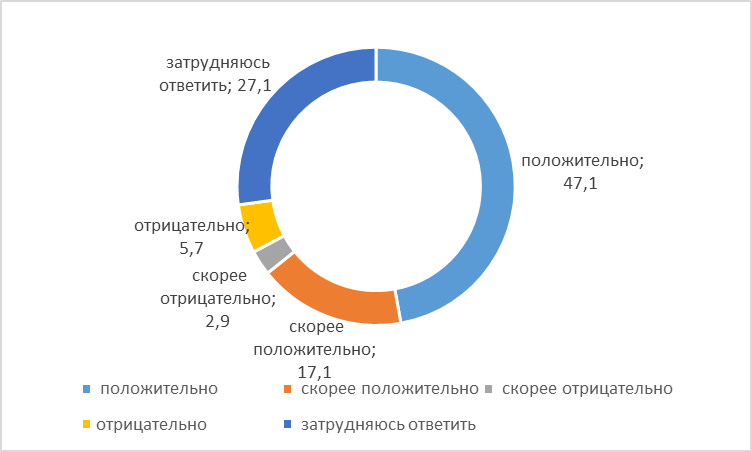 затрудняюсь
ответить; 27,1
положительно;
47,1
отрицательно;
5,7
скорее
отрицательно;
2,9
скорее
положительно;
17,1
положительно
скорее положительно
скорее отрицательно
отрицательно
затрудняюсь ответить